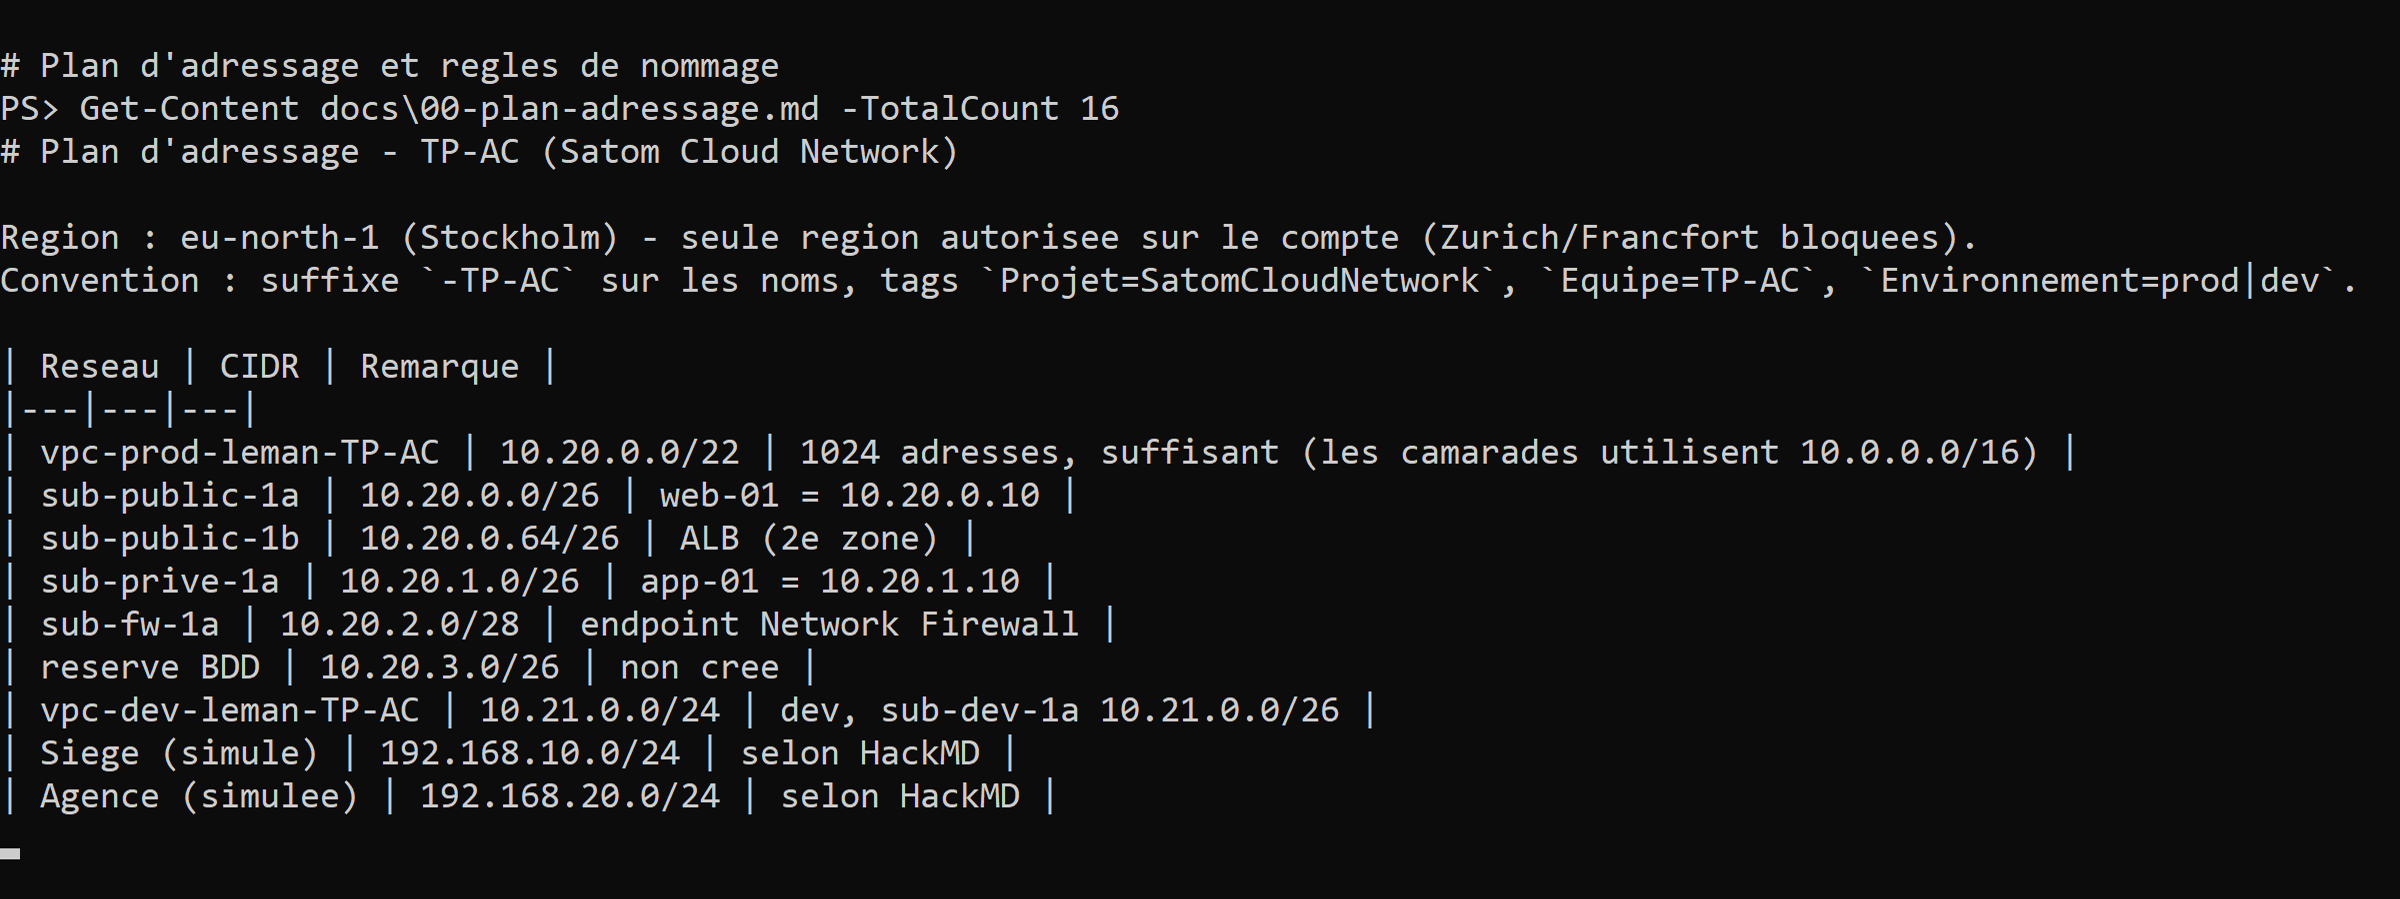 # Plan d'adressage et regles de nommage
PS> Get-Content docs\00-plan-adressage.md -TotalCount 16
# Plan d'adressage - TP-AC (Satom Cloud Network)
Region : eu-north-1 (Stockholm) - seule region autorisee sur le compte (Zurich/Francfort bloquees).
Convention : suffixe `-TP-AC` sur les noms, tags `Projet=SatomCloudNetwork`, `Equipe=TP-AC`, `Environnement=prod|dev`.
| Reseau | CIDR | Remarque |
|---|---|---|
| vpc-prod-leman-TP-AC | 10.20.0.0/22 | 1024 adresses, suffisant (les camarades utilisent 10.0.0.0/16) |
| sub-public-1a | 10.20.0.0/26 | web-01 = 10.20.0.10 |
| sub-public-1b | 10.20.0.64/26 | ALB (2e zone) |
| sub-prive-1a | 10.20.1.0/26 | app-01 = 10.20.1.10 |
| sub-fw-1a | 10.20.2.0/28 | endpoint Network Firewall |
| reserve BDD | 10.20.3.0/26 | non cree |
| vpc-dev-leman-TP-AC | 10.21.0.0/24 | dev, sub-dev-1a 10.21.0.0/26 |
| Siege (simule) | 192.168.10.0/24 | selon HackMD |
| Agence (simulee) | 192.168.20.0/24 | selon HackMD |